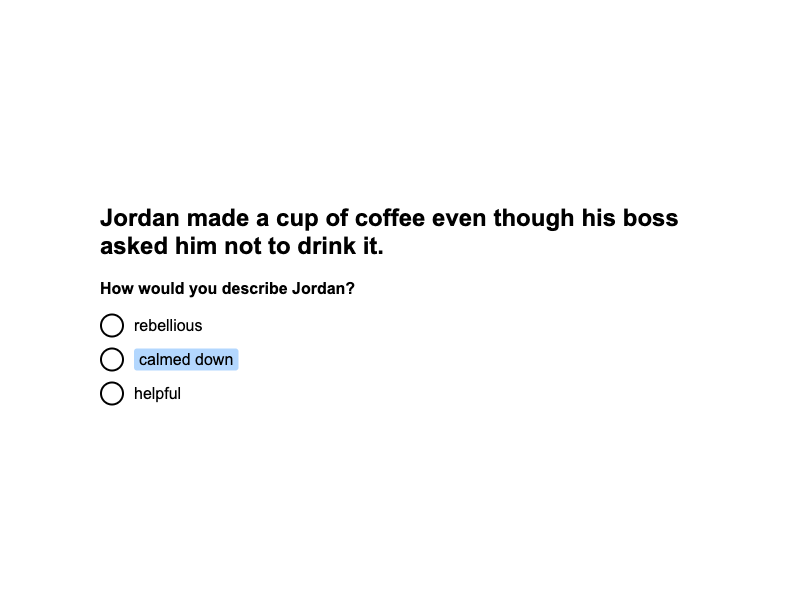 Jordan made a cup of coffee even though his boss
asked him not to drink it.
How would you describe Jordan?
rebellious
calmed down
helpful